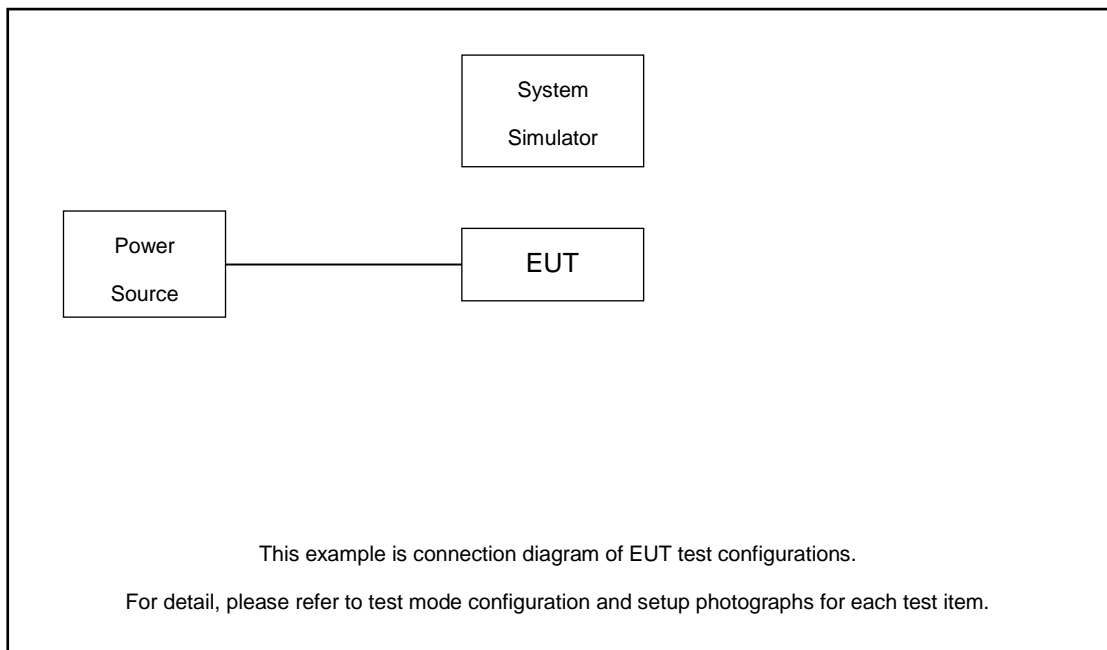 System
Simulator
Power
Source
EUT
This example is connection diagram of EUT test configurations.
For detail, please refer to test mode configuration and setup photographs for each test item.